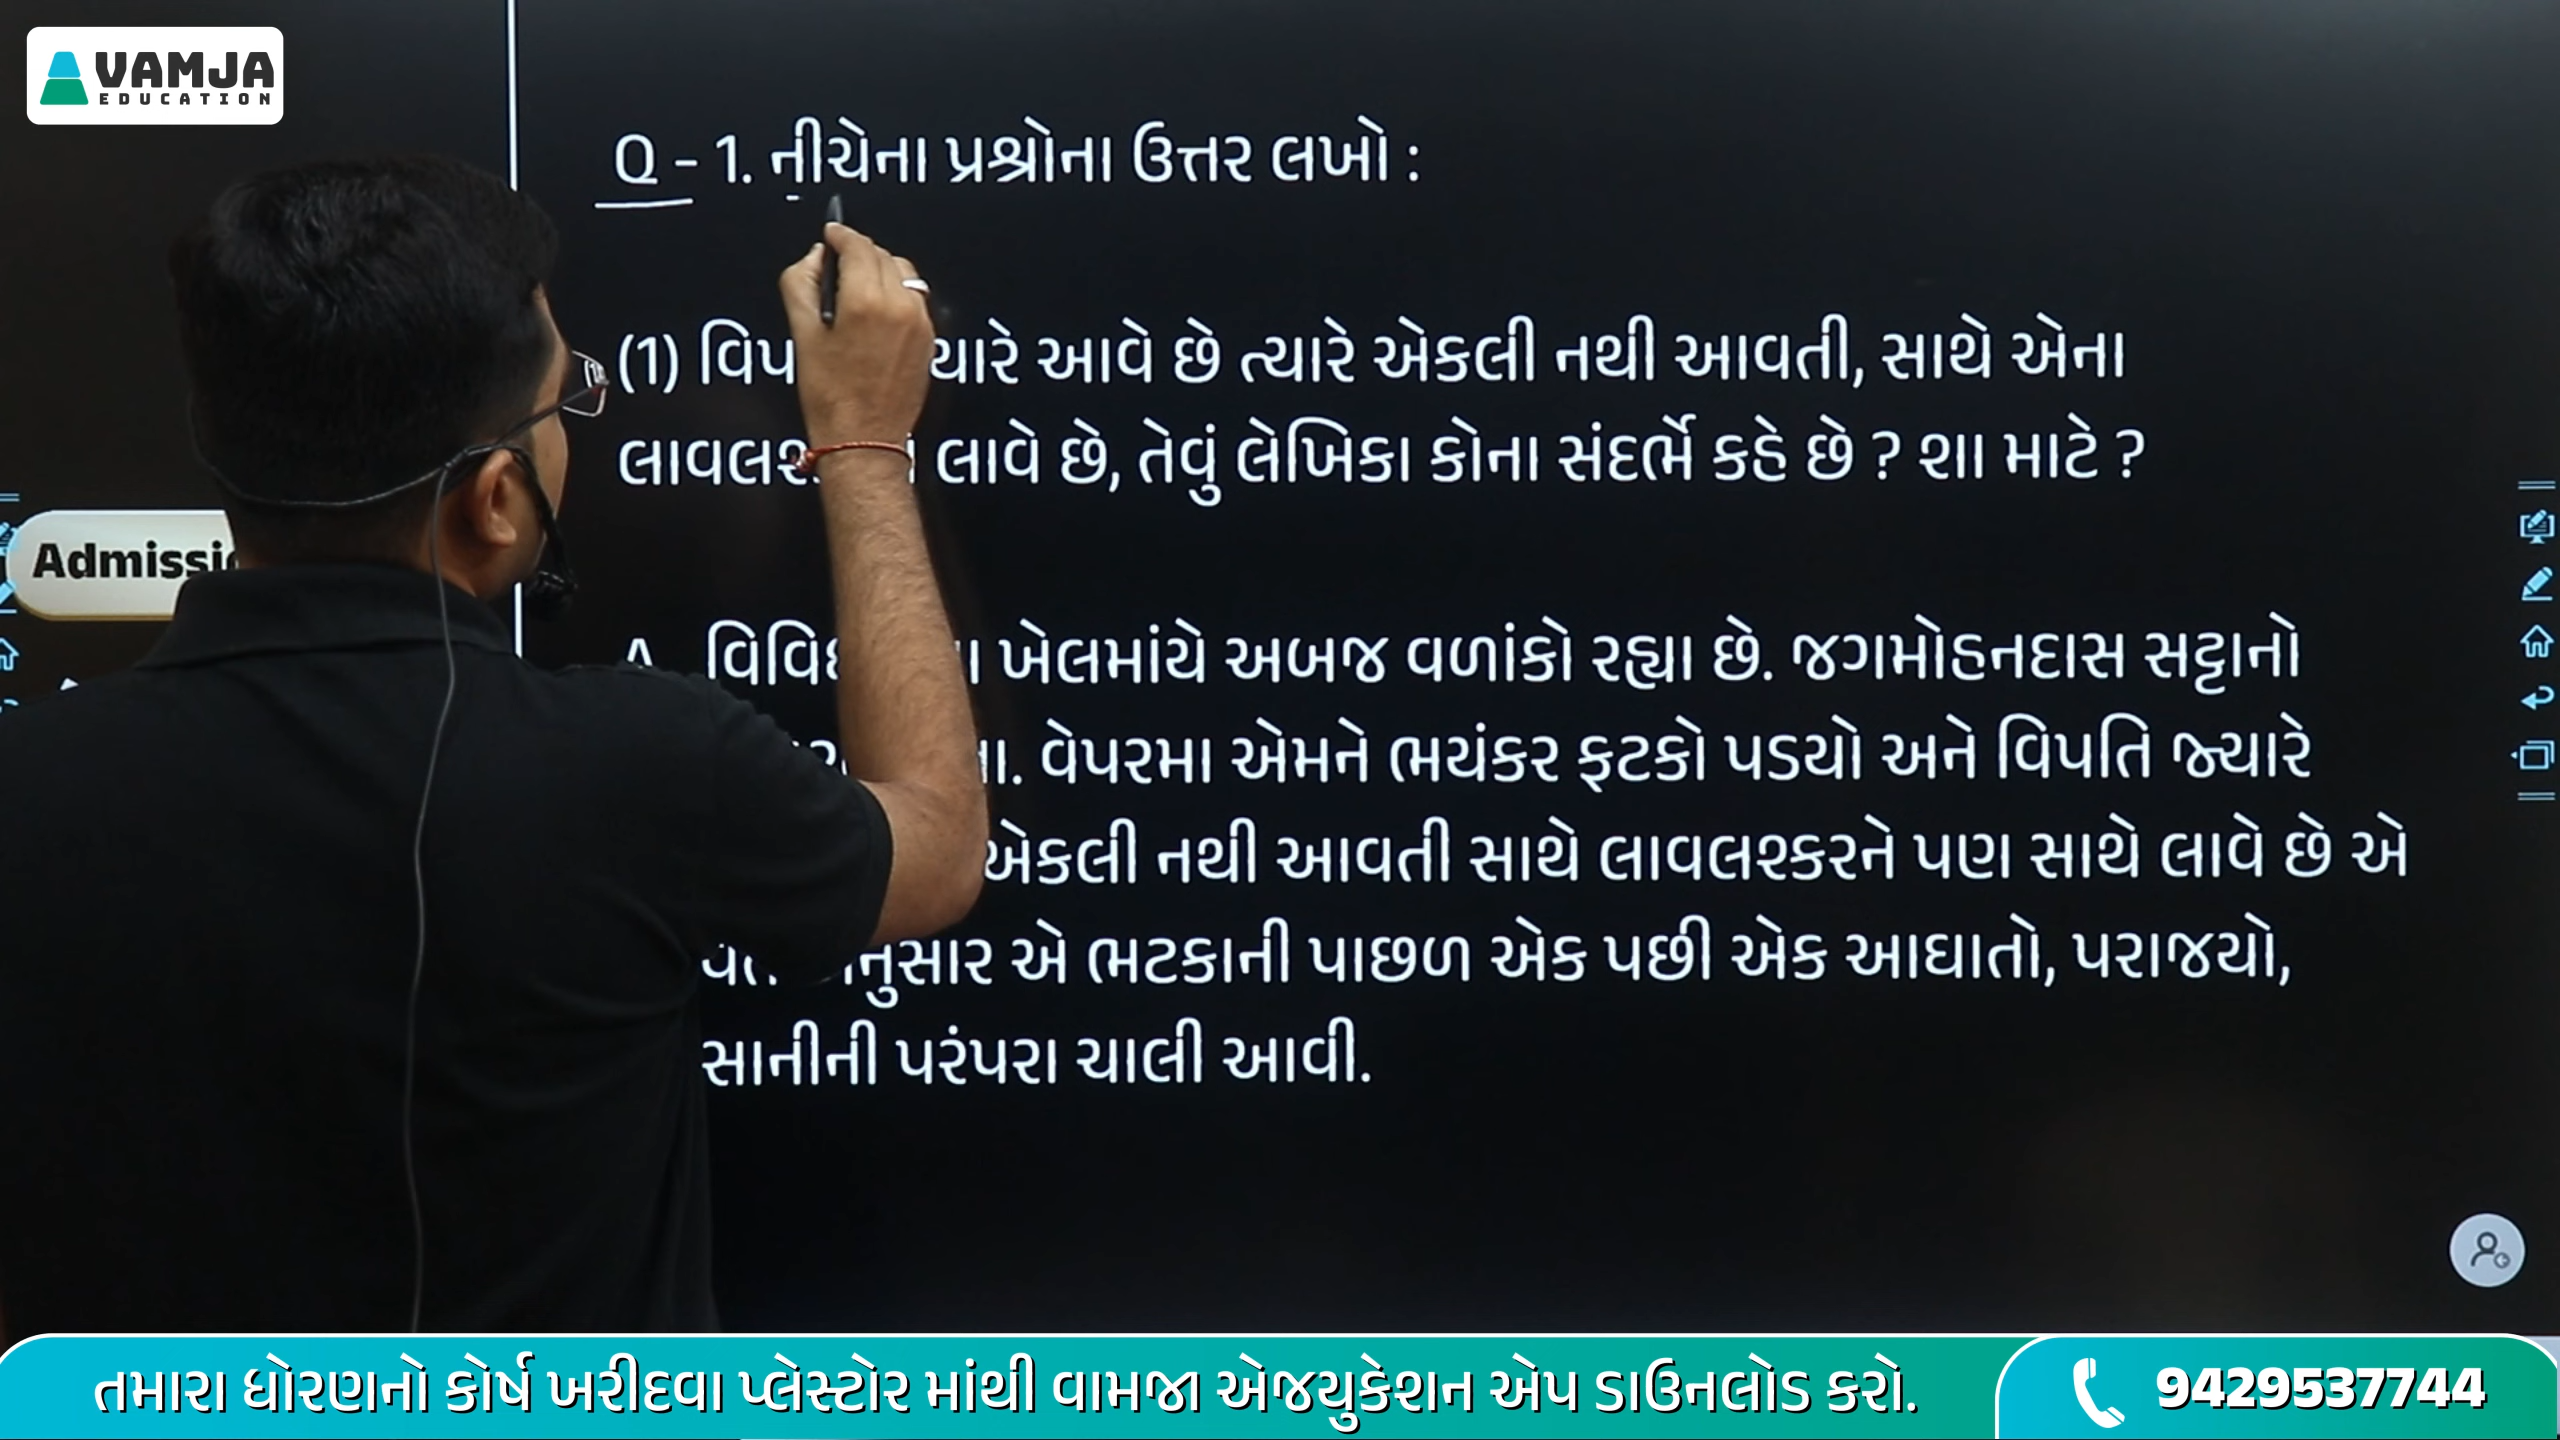 VAMJA
EDUCATION
Q - 1. નીચેના પ્રશ્નોના ઉત્તર લખો :
(1) આવે છે ત્યારે એકલી નથી આવતી, સાથે એના
લાવે છે, તેવું લેખિકા કોના સંદર્ભે કહે છે ? શા માટે ?
Admissi
ખેલમાંયે અબજ વળાંકો રહ્યા છે. જગમોહનદાસ સટ્ટાનો
વેપરમા એમને ભયંકર ફટકો પડયો અને વિપતિ જ્યારે
એકલી નથી આવતી સાથે લાવલશ્કરને પણ સાથે લાવે છે એ
એ ભટકાની પાછળ એક પછી એક આઘાતો, પરાજયો,
સાનીની પરંપરા ચાલી આવી.
તમારા ધોરણનો કોર્ષ ખરીદવા પ્લેસ્ટોર માંથી વામજા એજયુકેશન એપ ડાઉનલોડ કરો.
9429537744